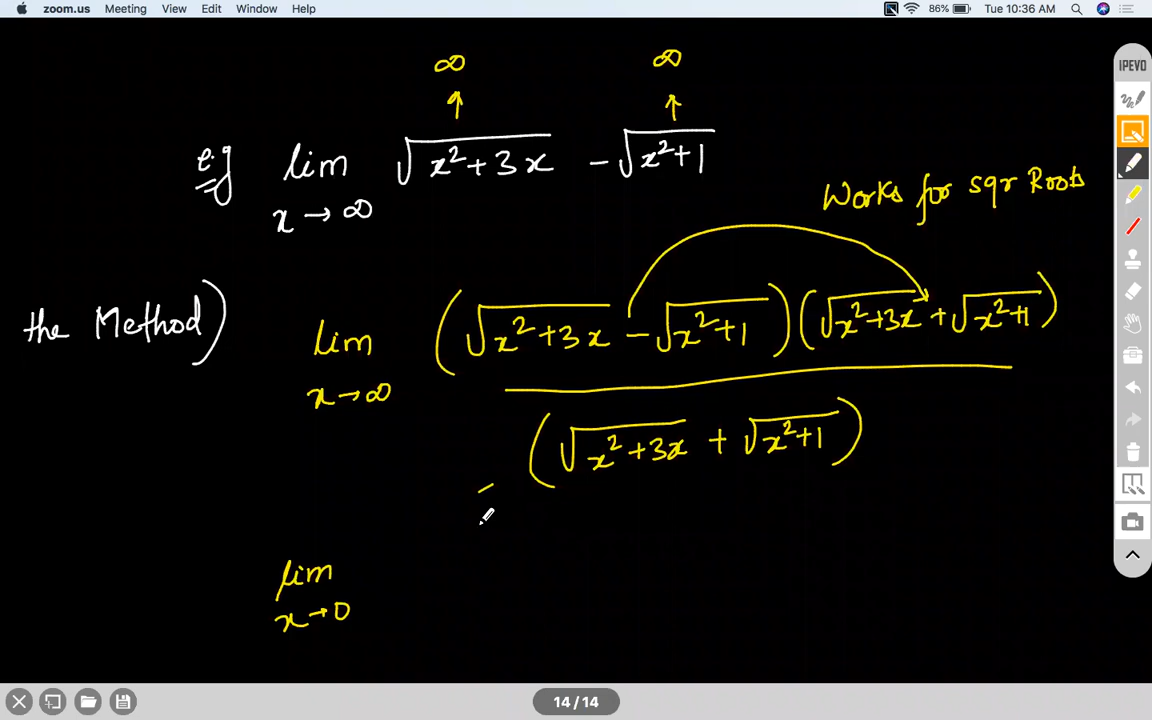 zoom.us Meeting View Edit Window Help 86% Tue 10:36 AM
∞ ∞
↑ ↑
e.g lim √(x²+3x) - √(x²+1)
x → ∞
Works for sqr Roots
IPEVO
the Method)
lim (√(x²+3x) - √(x²+1)) (√(x²+3x) + √(x²+1))
x → ∞
(√(x²+3x) + √(x²+1))
=
lim
x → 0
14 / 14